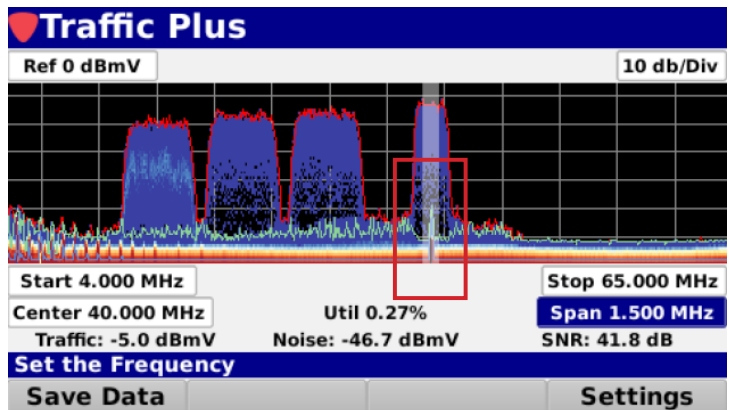 Traffic Plus
Ref 0 dBmV 10 db/Div
Start 4.000 MHz Stop 65.000 MHz
Center 40.000 MHz Util 0.27% Span 1.500 MHz
Traffic: -5.0 dBmV Noise: -46.7 dBmV SNR: 41.8 dB
Set the Frequency
Save Data Settings